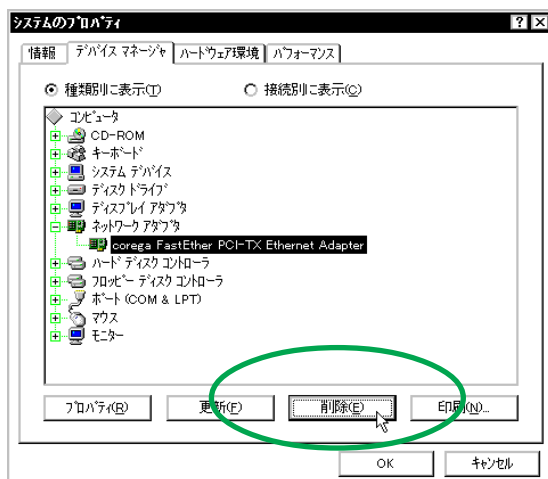 システムのプロパティ
情報 デバイス マネージャ ハードウェア環境 パフォーマンス
種類別に表示(T) 接続別に表示(C)
コンピュータ
CD-ROM
キーボード
システム デバイス
ディスク ドライブ
ディスプレイ アダプタ
ネットワーク アダプタ
corega FastEther PCI-TX Ethernet Adapter
ハード ディスク コントローラ
フロッピー ディスク コントローラ
ポート (COM & LPT)
マウス
モニター
プロパティ(R) 更新(F) 削除(E) 印刷(N)...
OK キャンセル